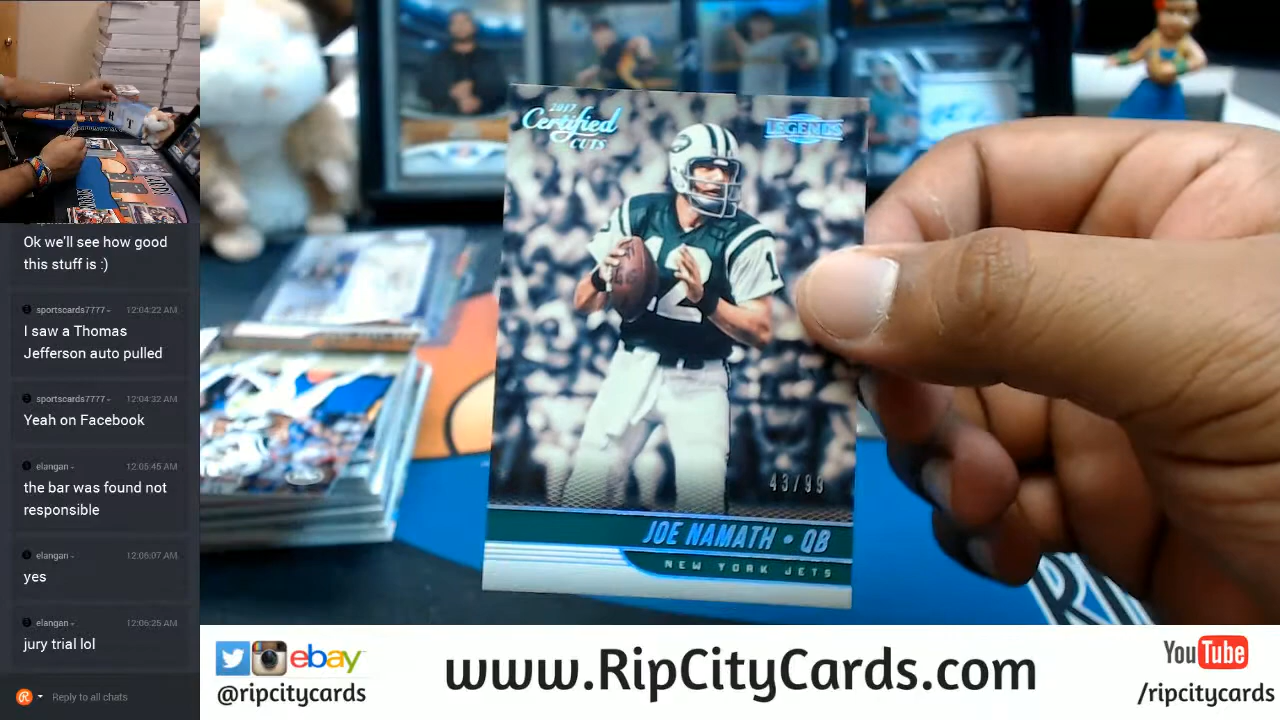 Ok we'll see how good
this stuff is :)
sportscards7777
12:04:22 AM
I saw a Thomas
Jefferson auto pulled
sportscards7777
12:04:32 AM
Yeah on Facebook
elangan
12:05:45 AM
the bar was found not
responsible
elangan
12:06:07 AM
yes
elangan
12:06:25 AM
jury trial lol
Reply to all chats
2017
Certified
CUTS
LEGENDS
12
1
43/99
JOE NAMATH • QB
NEW YORK JETS
ebay
@ripcitycards
www.RipCityCards.com
YouTube
/ripcitycards